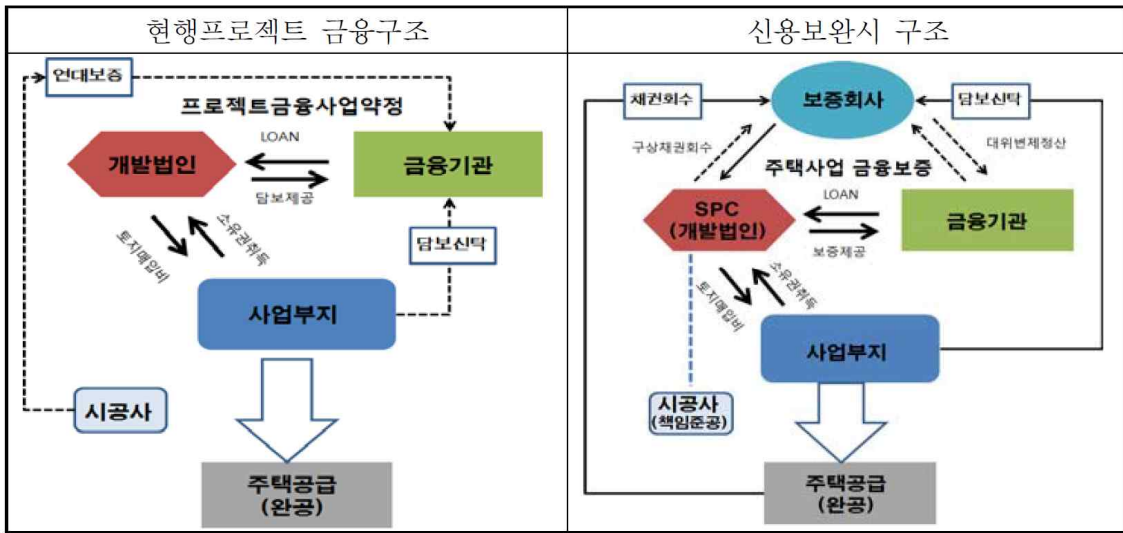 현행프로젝트 금융구조
연대보증
프로젝트금융사업약정
LOAN
개발법인
금융기관
담보제공
소유권취득
토지매입비
담보신탁
사업부지
시공사
주택공급
(완공)
신용보완시 구조
채권회수
보증회사
담보신탁
구상채권회수
대위변제정산
주택사업 금융보증
LOAN
SPC
(개발법인)
금융기관
보증제공
소유권취득
토지매입비
사업부지
시공사
(책임준공)
주택공급
(완공)